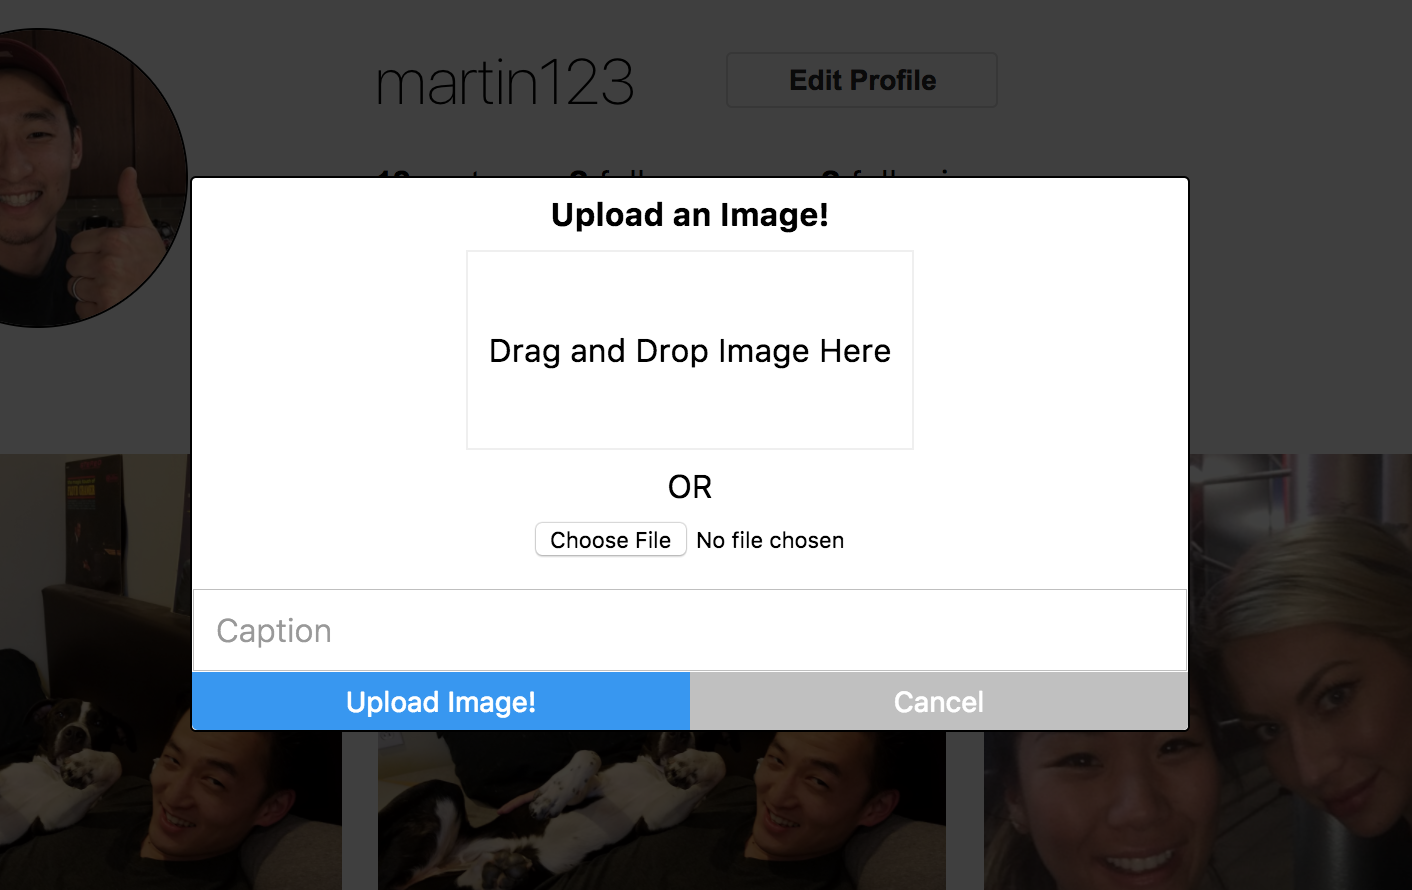 martin123
Edit Profile
Upload an Image!
Drag and Drop Image Here
OR
Choose File No file chosen
Caption
Upload Image!
Cancel